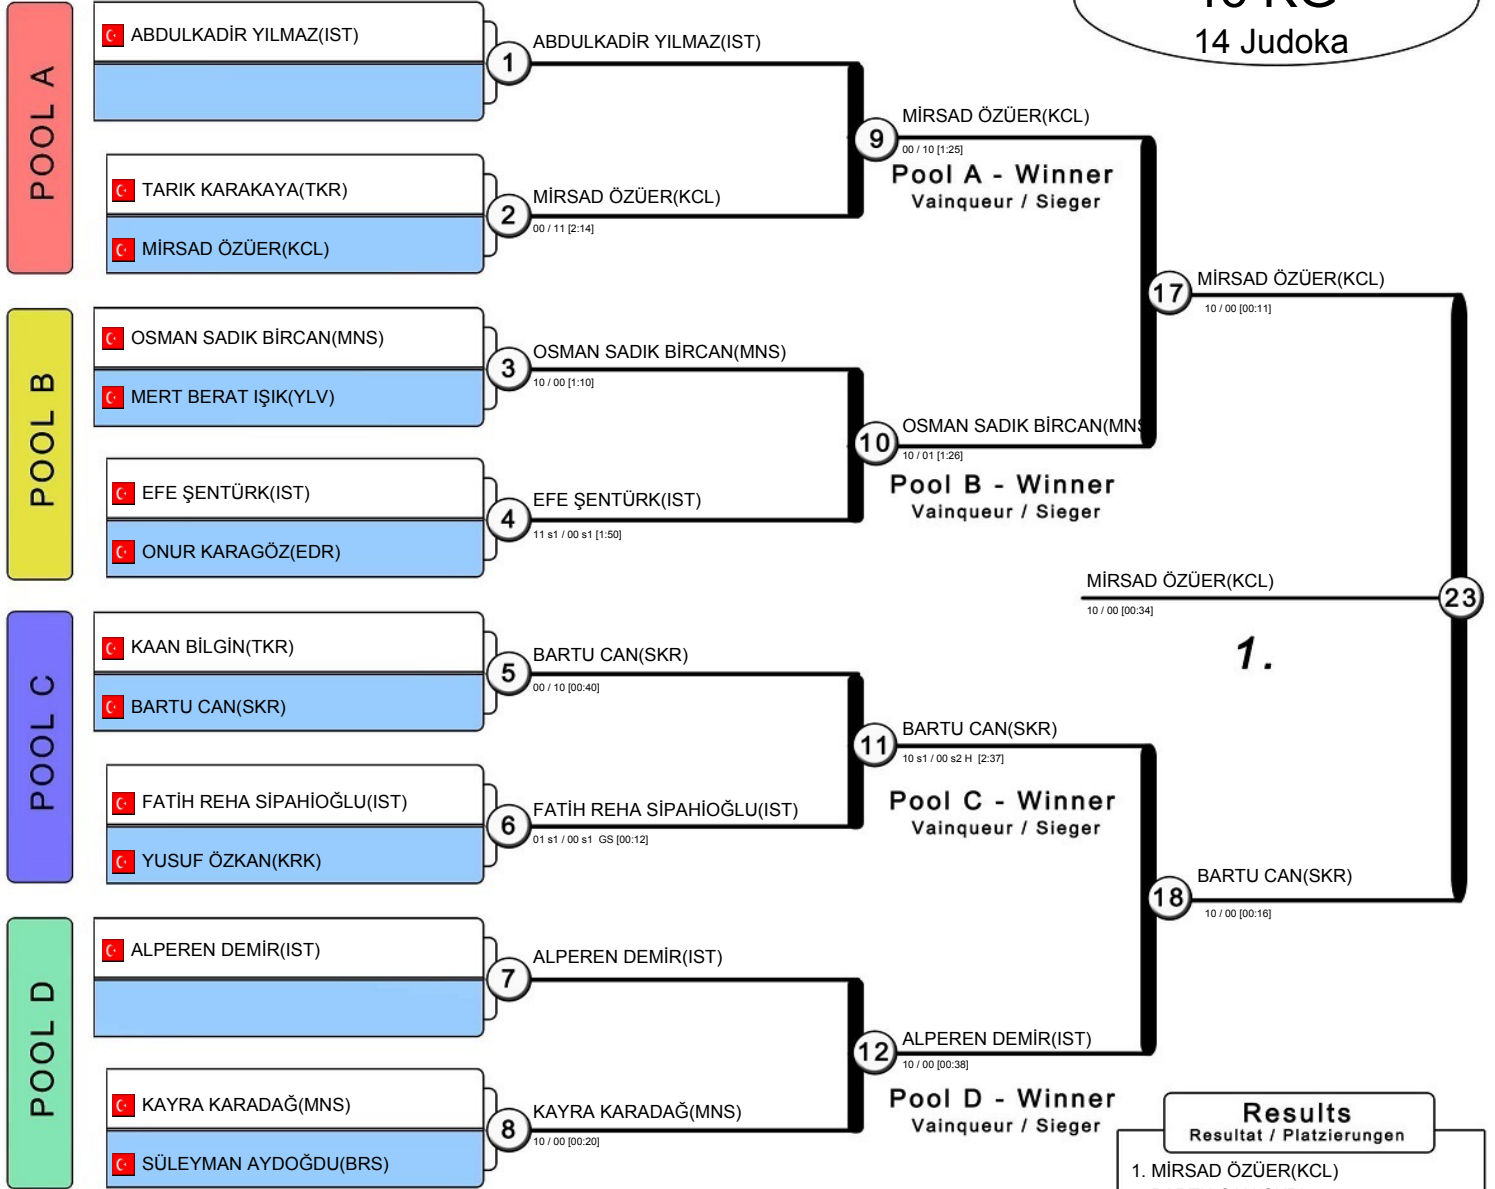 14 Judoka
POOL A
ABDULKADİR YILMAZ(IST)
1
ABDULKADİR YILMAZ(IST)
TARIK KARAKAYA(TKR)
MİRSAD ÖZÜER(KCL)
2
MİRSAD ÖZÜER(KCL)
00 / 11 [2:14]
9
MİRSAD ÖZÜER(KCL)
00 / 10 [1:25]
Pool A - Winner
Vainqueur / Sieger
POOL B
OSMAN SADIK BİRCAN(MNS)
MERT BERAT IŞIK(YLV)
3
OSMAN SADIK BİRCAN(MNS)
10 / 00 [1:10]
EFE ŞENTÜRK(IST)
ONUR KARAGÖZ(EDR)
4
EFE ŞENTÜRK(IST)
11 s1 / 00 s1 [1:50]
10
OSMAN SADIK BİRCAN(MNS
10 / 01 [1:26]
Pool B - Winner
Vainqueur / Sieger
17
MİRSAD ÖZÜER(KCL)
10 / 00 [00:11]
POOL C
KAAN BİLGİN(TKR)
BARTU CAN(SKR)
5
BARTU CAN(SKR)
00 / 10 [00:40]
FATİH REHA SİPAHİOĞLU(IST)
YUSUF ÖZKAN(KRK)
6
FATİH REHA SİPAHİOĞLU(IST)
01 s1 / 00 s1 GS [00:12]
11
BARTU CAN(SKR)
10 s1 / 00 s2 H [2:37]
Pool C - Winner
Vainqueur / Sieger
POOL D
ALPEREN DEMİR(IST)
7
ALPEREN DEMİR(IST)
KAYRA KARADAĞ(MNS)
SÜLEYMAN AYDOĞDU(BRS)
8
KAYRA KARADAĞ(MNS)
10 / 00 [00:20]
12
ALPEREN DEMİR(IST)
10 / 00 [00:38]
Pool D - Winner
Vainqueur / Sieger
18
BARTU CAN(SKR)
10 / 00 [00:16]
MİRSAD ÖZÜER(KCL)
23
10 / 00 [00:34]
1.
Results
Resultat / Platzierungen
1. MİRSAD ÖZÜER(KCL)